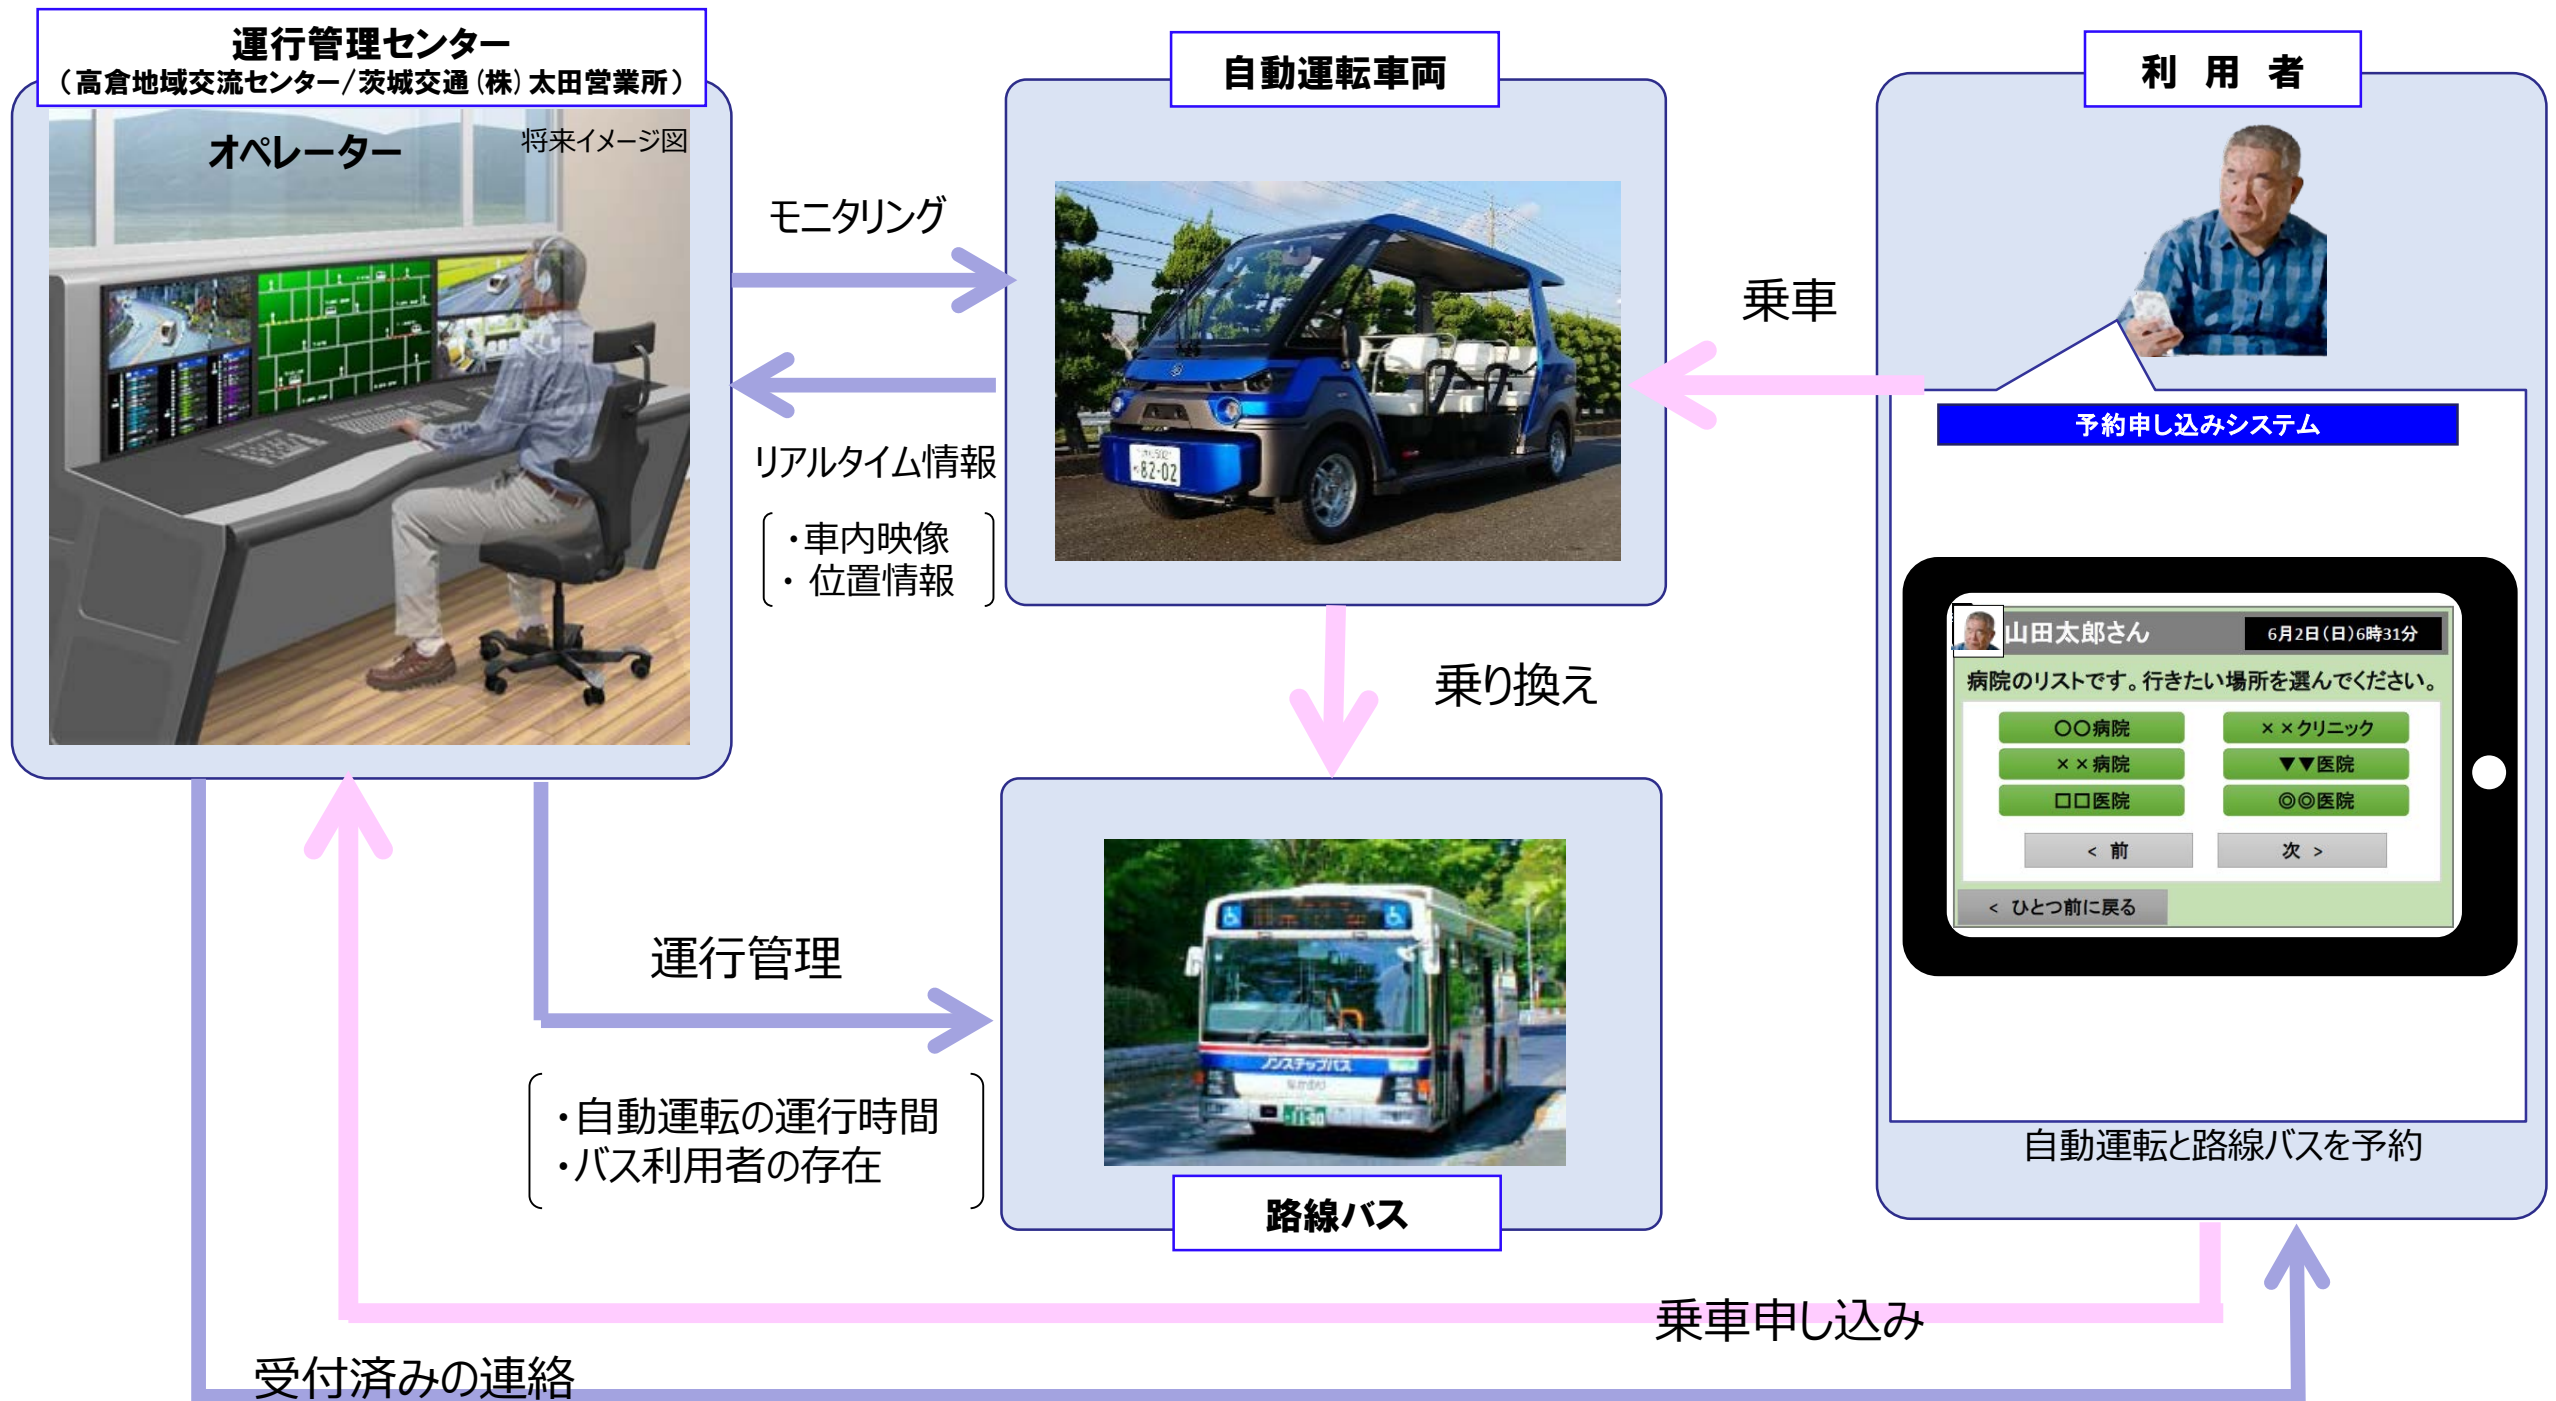 運行管理センター
（高倉地域交流センター/茨城交通(株)太田営業所）
オペレーター
将来イメージ図
モニタリング
リアルタイム情報
・車内映像
・位置情報
自動運転車両
82-02
乗車
利用者
予約申し込みシステム
山田太郎さん
6月2日(日)6時31分
病院のリストです。行きたい場所を選んでください。
〇〇病院
××クリニック
××病院
▼▼医院
□□医院
◎◎医院
< 前
次 >
< ひとつ前に戻る
自動運転と路線バスを予約
乗り換え
運行管理
・自動運転の運行時間
・バス利用者の存在
ノンステップバス
路線バス
乗車申し込み
受付済みの連絡